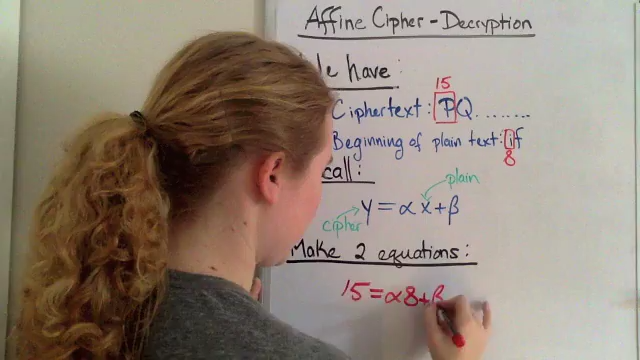 Affine Cipher - Decryption
have:
15
Ciphertext: PQ........
Beginning of plain text: if
8
call:
plain
y = αx+β
cipher
Make 2 equations:
15 = α8+β